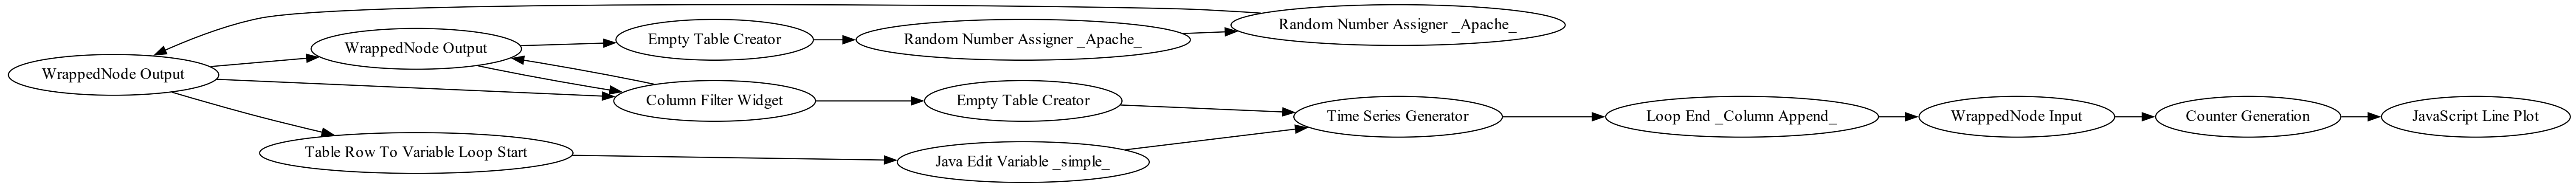 WrappedNode Output
WrappedNode Output
Empty Table Creator
Random Number Assigner _Apache_
Random Number Assigner _Apache_
Column Filter Widget
Empty Table Creator
Time Series Generator
Loop End _Column Append_
WrappedNode Input
Counter Generation
JavaScript Line Plot
Table Row To Variable Loop Start
Java Edit Variable _simple_